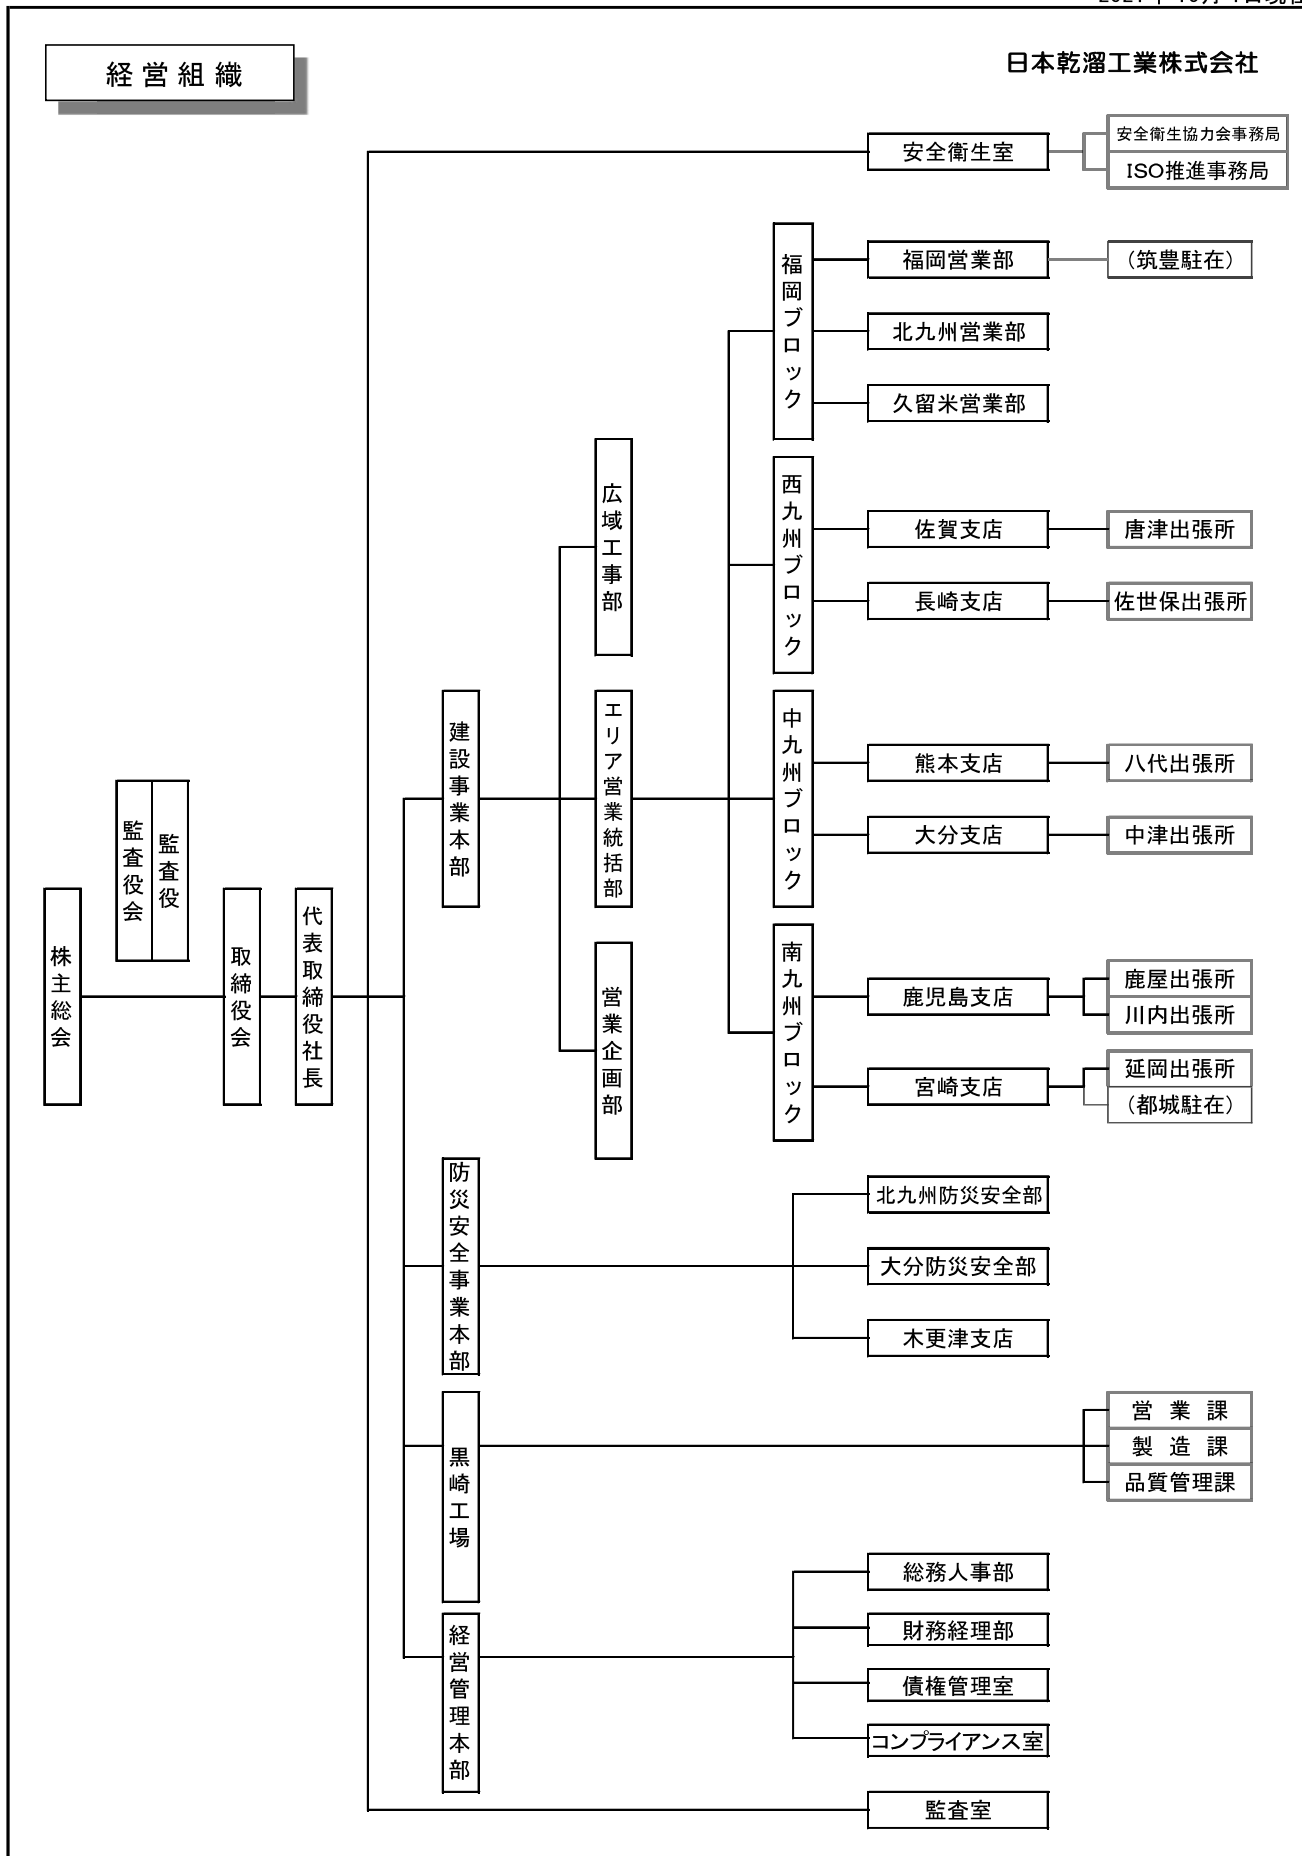 経営組織
日本乾溜工業株式会社
安全衛生室
安全衛生協力会事務局
ISO推進事務局
福岡ブロック
福岡営業部
（筑豊駐在）
北九州営業部
久留米営業部
西九州ブロック
佐賀支店
唐津出張所
長崎支店
佐世保出張所
広域工事部
建設事業本部
エリア営業統括部
中九州ブロック
熊本支店
八代出張所
大分支店
中津出張所
監査役会
監査役
株主総会
取締役会
代表取締役社長
営業企画部
南九州ブロック
鹿児島支店
鹿屋出張所
川内出張所
宮崎支店
延岡出張所
（都城駐在）
防災安全事業本部
北九州防災安全部
大分防災安全部
木更津支店
黒崎工場
営業課
製造課
品質管理課
経営管理本部
総務人事部
財務経理部
債権管理室
コンプライアンス室
監査室